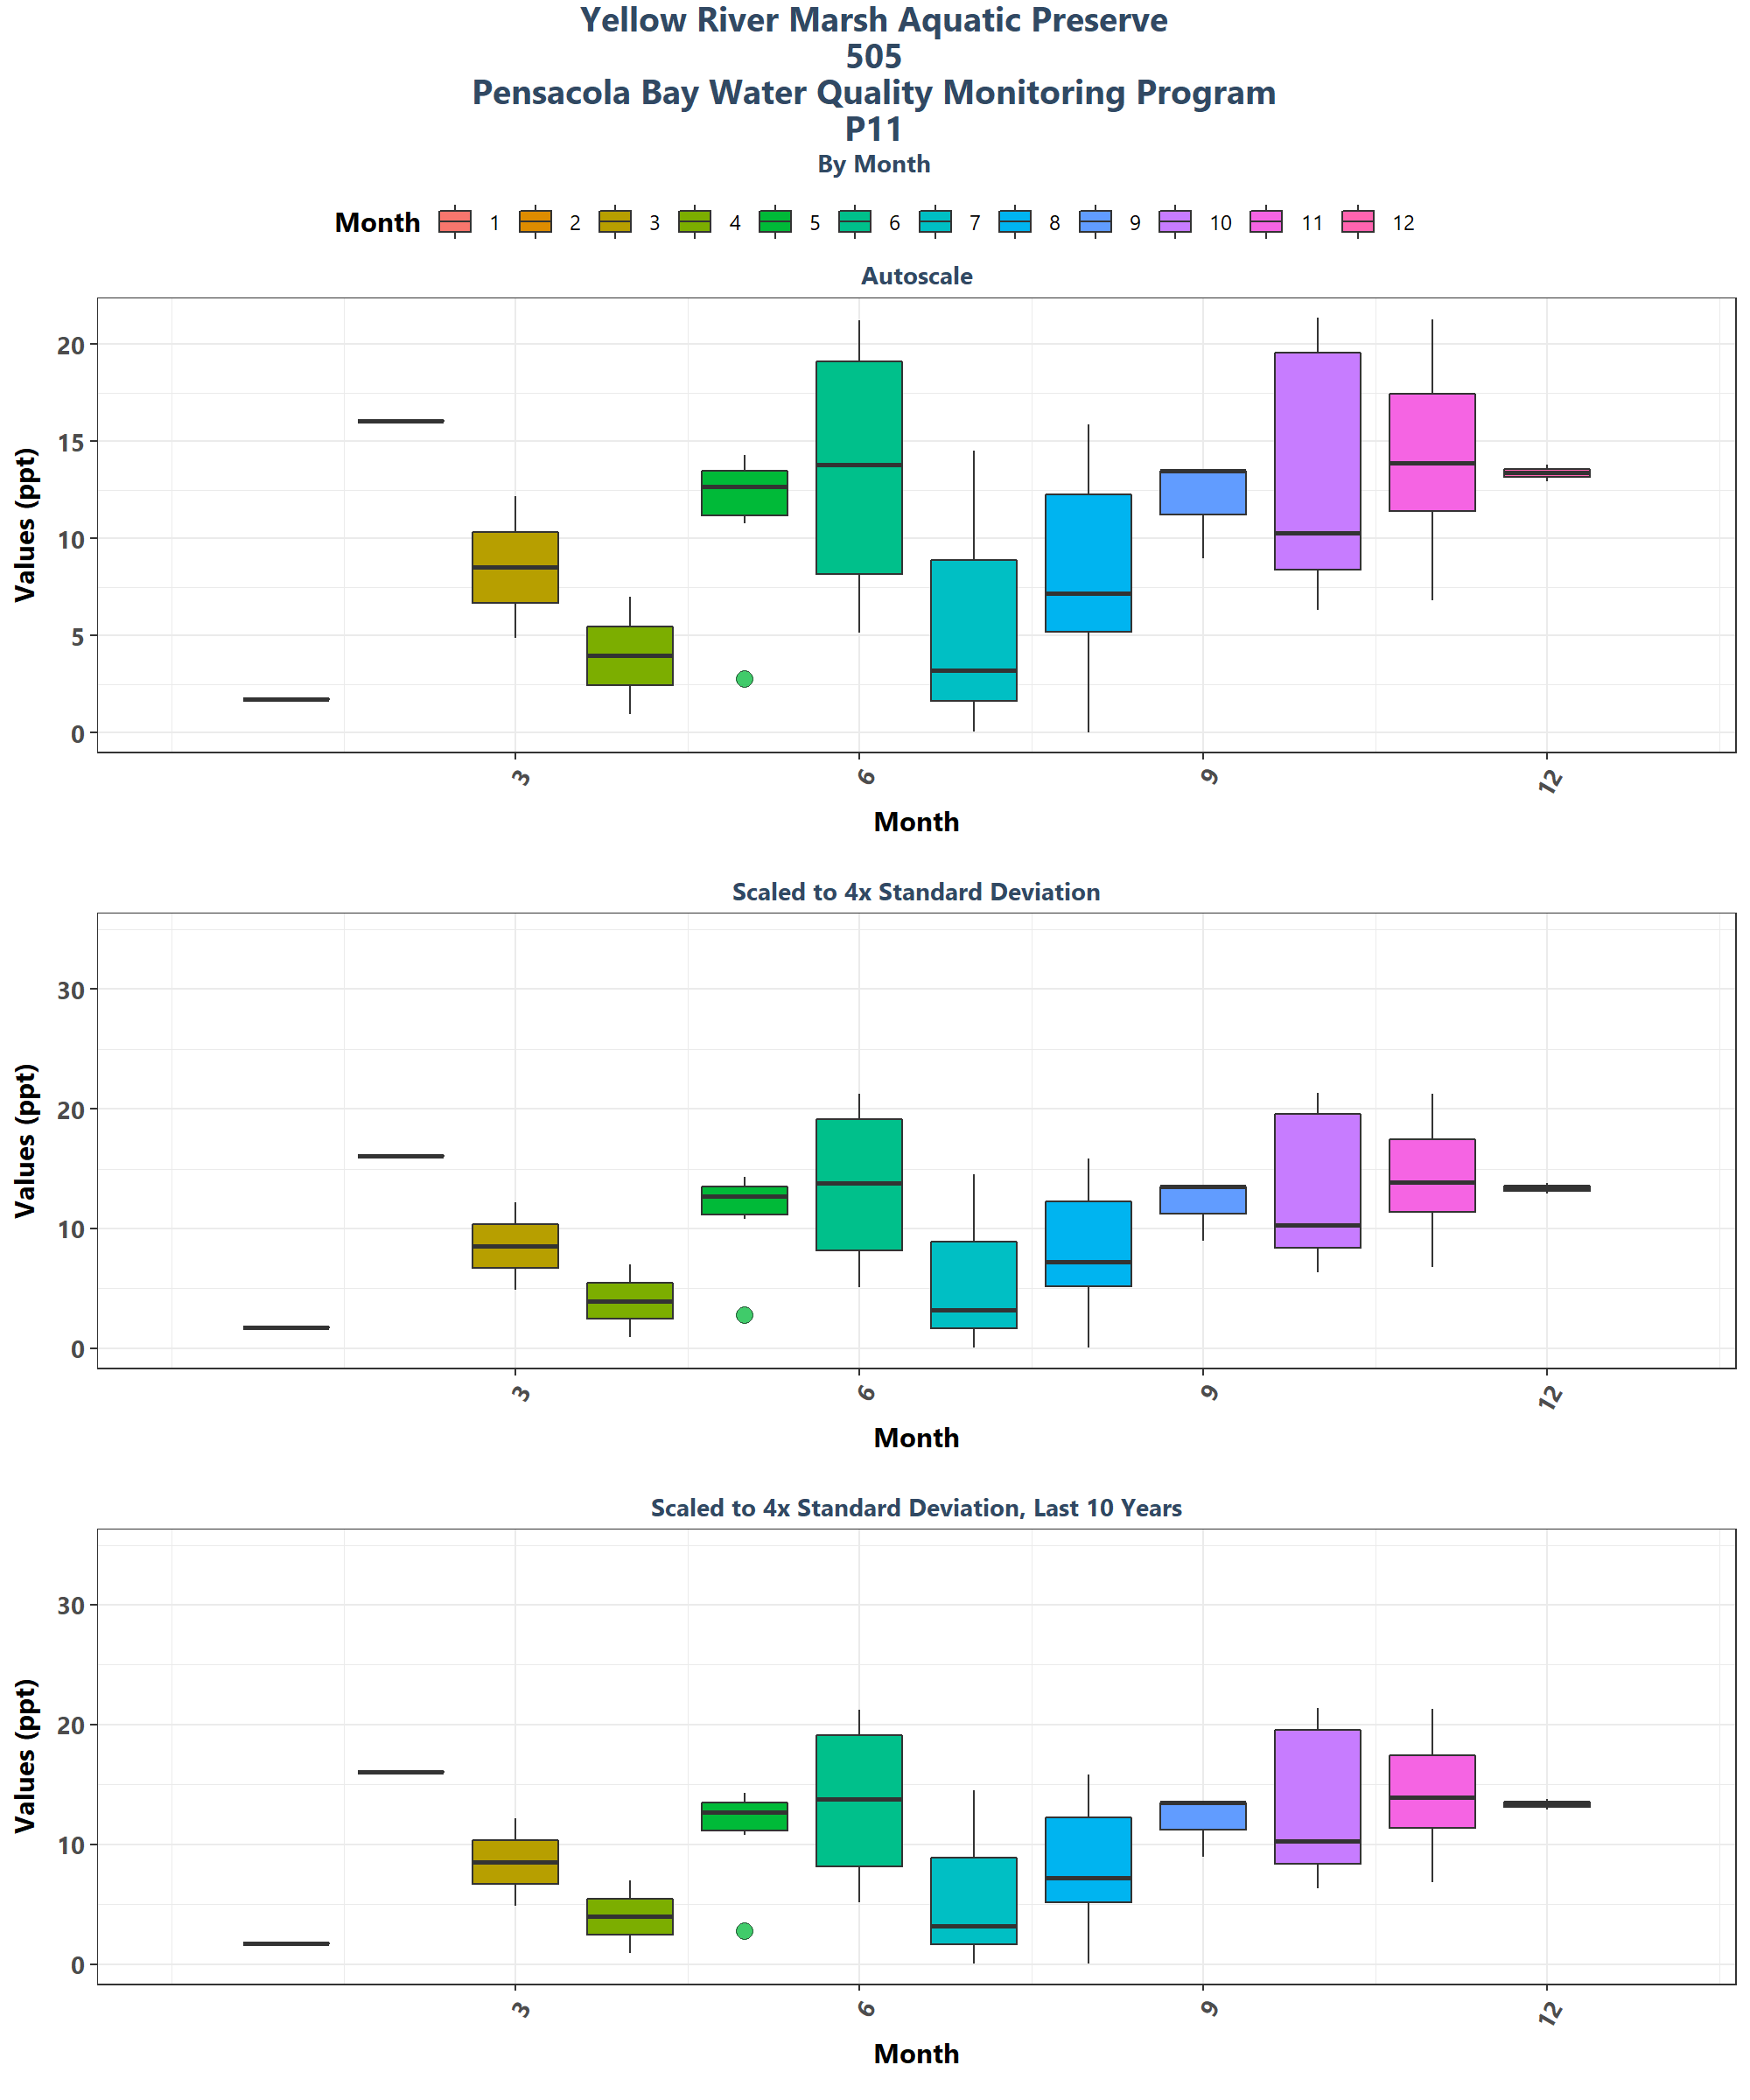 Yellow River Marsh Aquatic Preserve
505
Pensacola Bay Water Quality Monitoring Program
P11
By Month
Month 1 2 3 4 5 6 7 8 9 10 11 12
Autoscale
Values (ppt)
20
15
10
5
0
3 6 9 12
Month
Scaled to 4x Standard Deviation
Values (ppt)
30
20
10
0
3 6 9 12
Month
Scaled to 4x Standard Deviation, Last 10 Years
Values (ppt)
30
20
10
0
3 6 9 12
Month